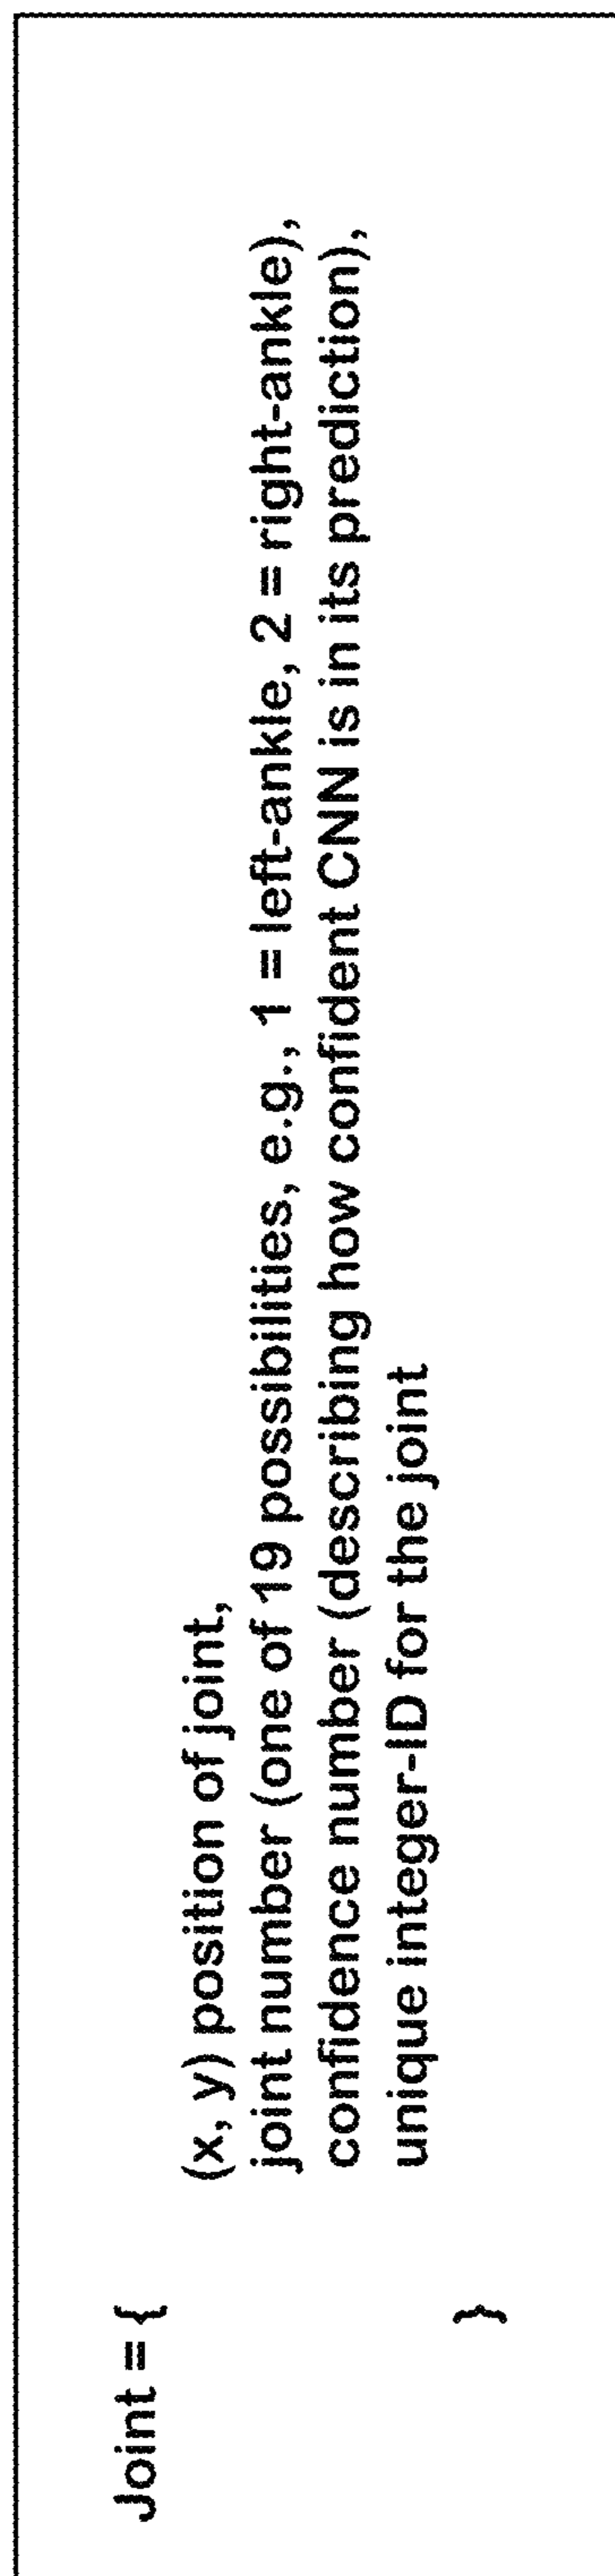 Joint = {
(x, y) position of joint,
joint number (one of 19 possibilities, e.g., 1 = left-ankle, 2 = right-ankle),
confidence number (describing how confident CNN is in its prediction),
unique integer-ID for the joint
}